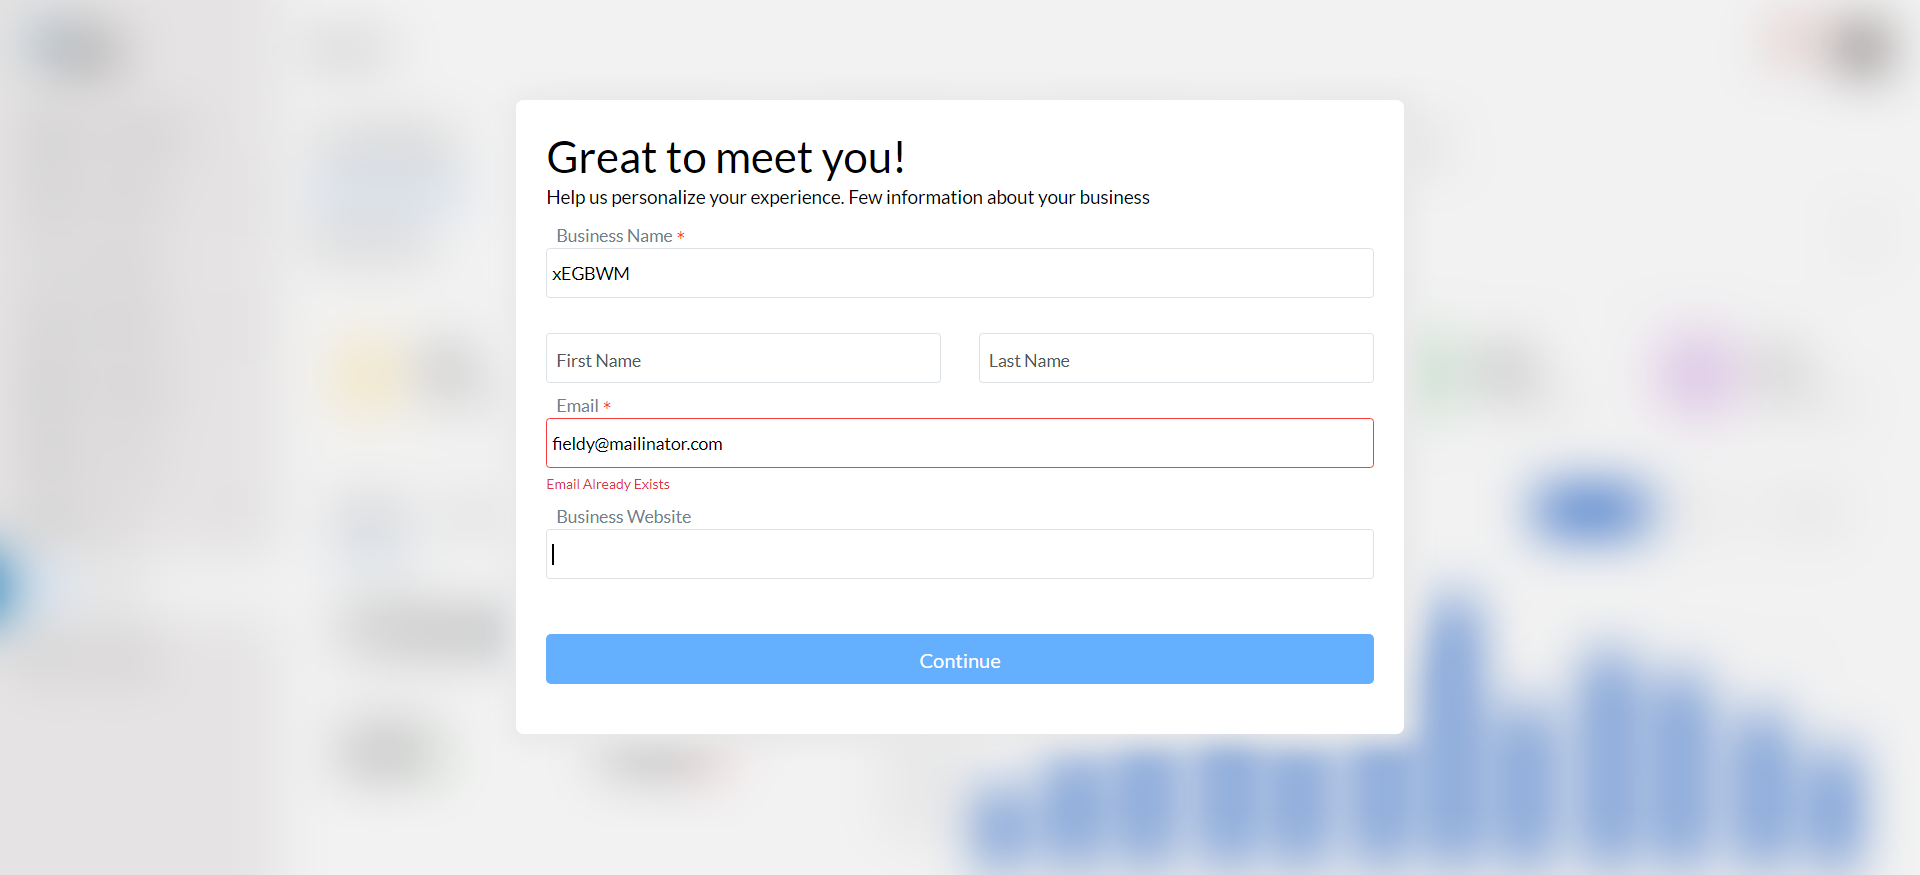 Great to meet you!
Help us personalize your experience. Few information about your business
Business Name *
xEGBWM
First Name
Last Name
Email *
fieldy@mailinator.com
Email Already Exists
Business Website
Continue